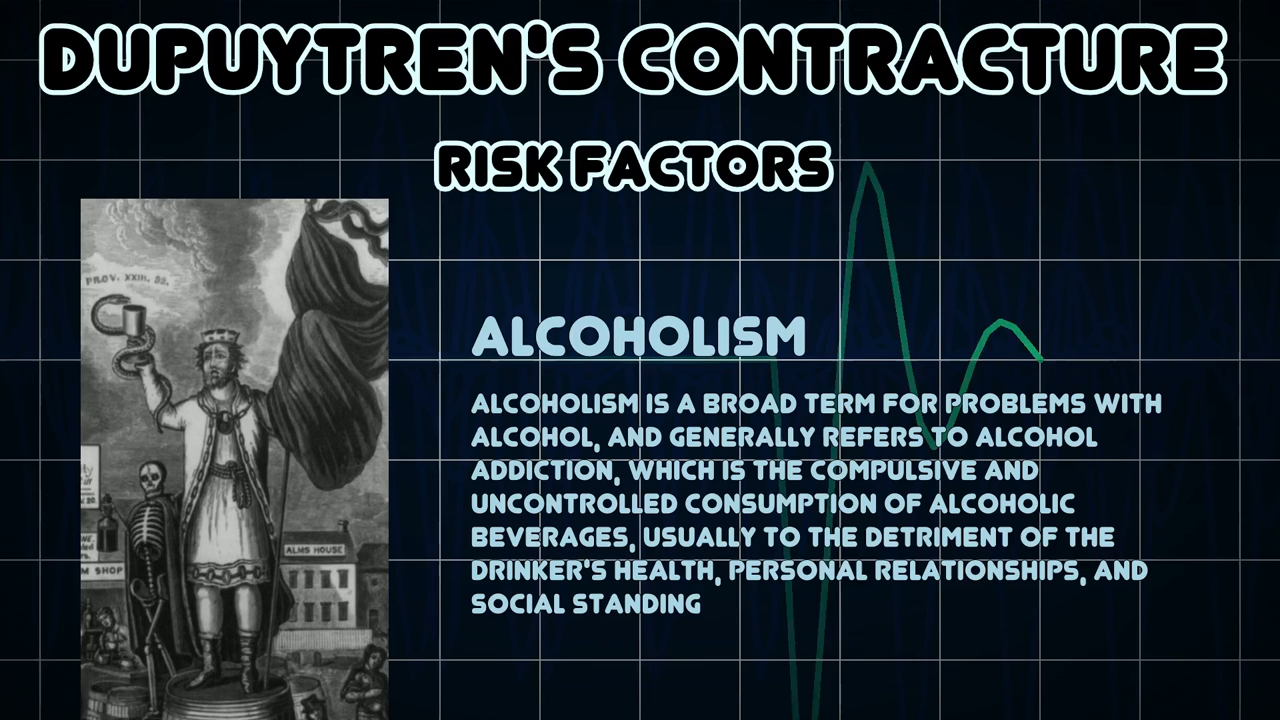 DUPUYTREN'S CONTRACTURE
RISK FACTORS
PROV. XXIII. 32.
ALCOHOLISM
ALCOHOLISM IS A BROAD TERM FOR PROBLEMS WITH
ALCOHOL, AND GENERALLY REFERS TO ALCOHOL
ADDICTION, WHICH IS THE COMPULSIVE AND
UNCONTROLLED CONSUMPTION OF ALCOHOLIC
BEVERAGES, USUALLY TO THE DETRIMENT OF THE
DRINKER'S HEALTH, PERSONAL RELATIONSHIPS, AND
SOCIAL STANDING
ALMS HOUSE
M SHOP